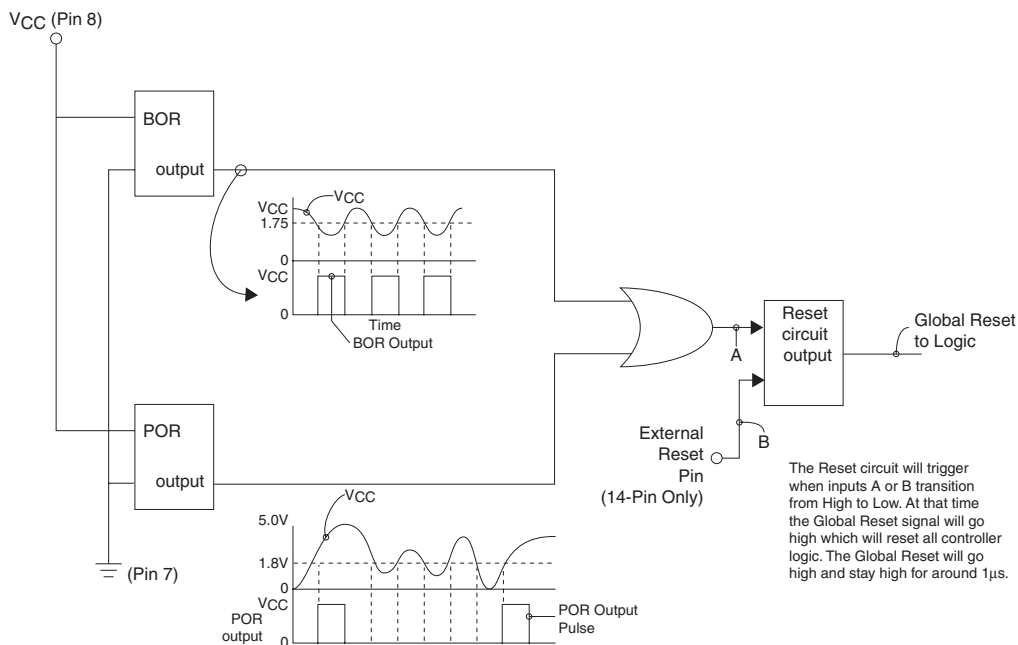 VCC (Pin 8)
BOR
output
VCC
VCC
1.75
0
VCC
0
Time
BOR Output
A
Reset
circuit
output
Global Reset
to Logic
POR
output
External
Reset
Pin
(14-Pin Only)
B
The Reset circuit will trigger
when inputs A or B transition
from High to Low. At that time
the Global Reset signal will go
high which will reset all controller
logic. The Global Reset will go
high and stay high for around 1µs.
(Pin 7)
VCC
5.0V
1.8V
0
VCC
POR
output
0
POR Output
Pulse